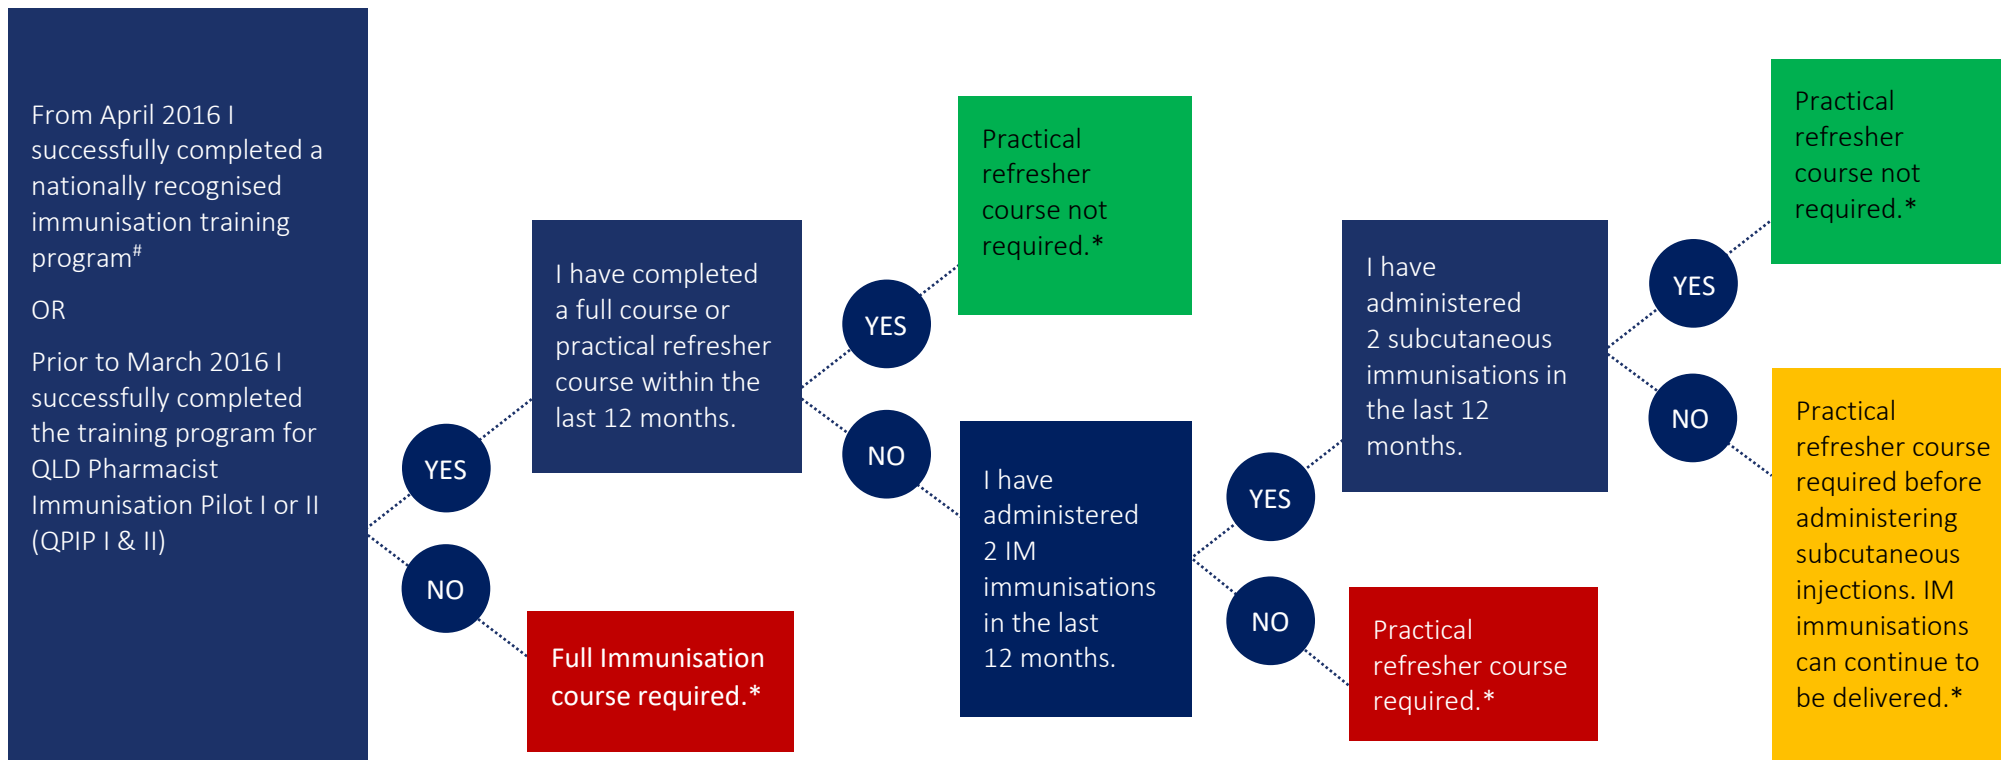 From April 2016 I
successfully completed a
nationally recognised
immunisation training
program#
OR
Prior to March 2016 I
successfully completed
the training program for
QLD Pharmacist
Immunisation Pilot I or II
(QPIP I & II)
YES
NO
I have completed
a full course or
practical refresher
course within the
last 12 months.
Full Immunisation
course required.*
YES
NO
Practical
refresher
course not
required.*
I have
administered
2 IM
immunisations
in the last
12 months.
YES
NO
I have
administered
2 subcutaneous
immunisations in
the last 12
months.
Practical
refresher course
required.*
YES
NO
Practical
refresher
course not
required.*
Practical
refresher course
required before
administering
subcutaneous
injections. IM
immunisations
can continue to
be delivered.*